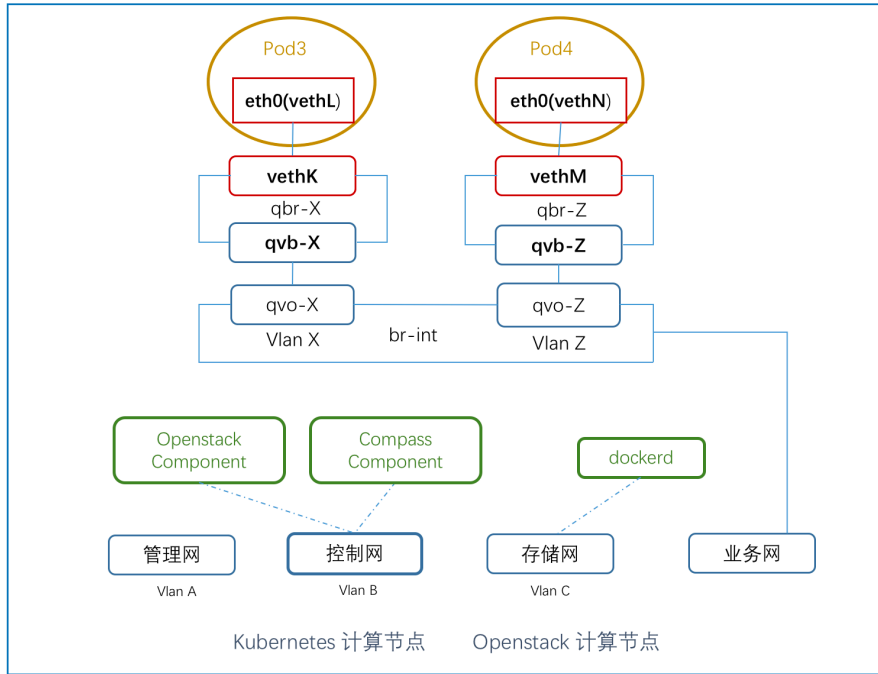 Pod3
Pod4
eth0(vethL)
eth0(vethN)
vethK
vethM
qbr-X
qbr-Z
qvb-X
qvb-Z
qvo-X
qvo-Z
Vlan X
br-int
Vlan Z
Openstack
Component
Compass
Component
dockerd
管理网
控制网
存储网
业务网
Vlan A
Vlan B
Vlan C
Kubernetes 计算节点
Openstack 计算节点